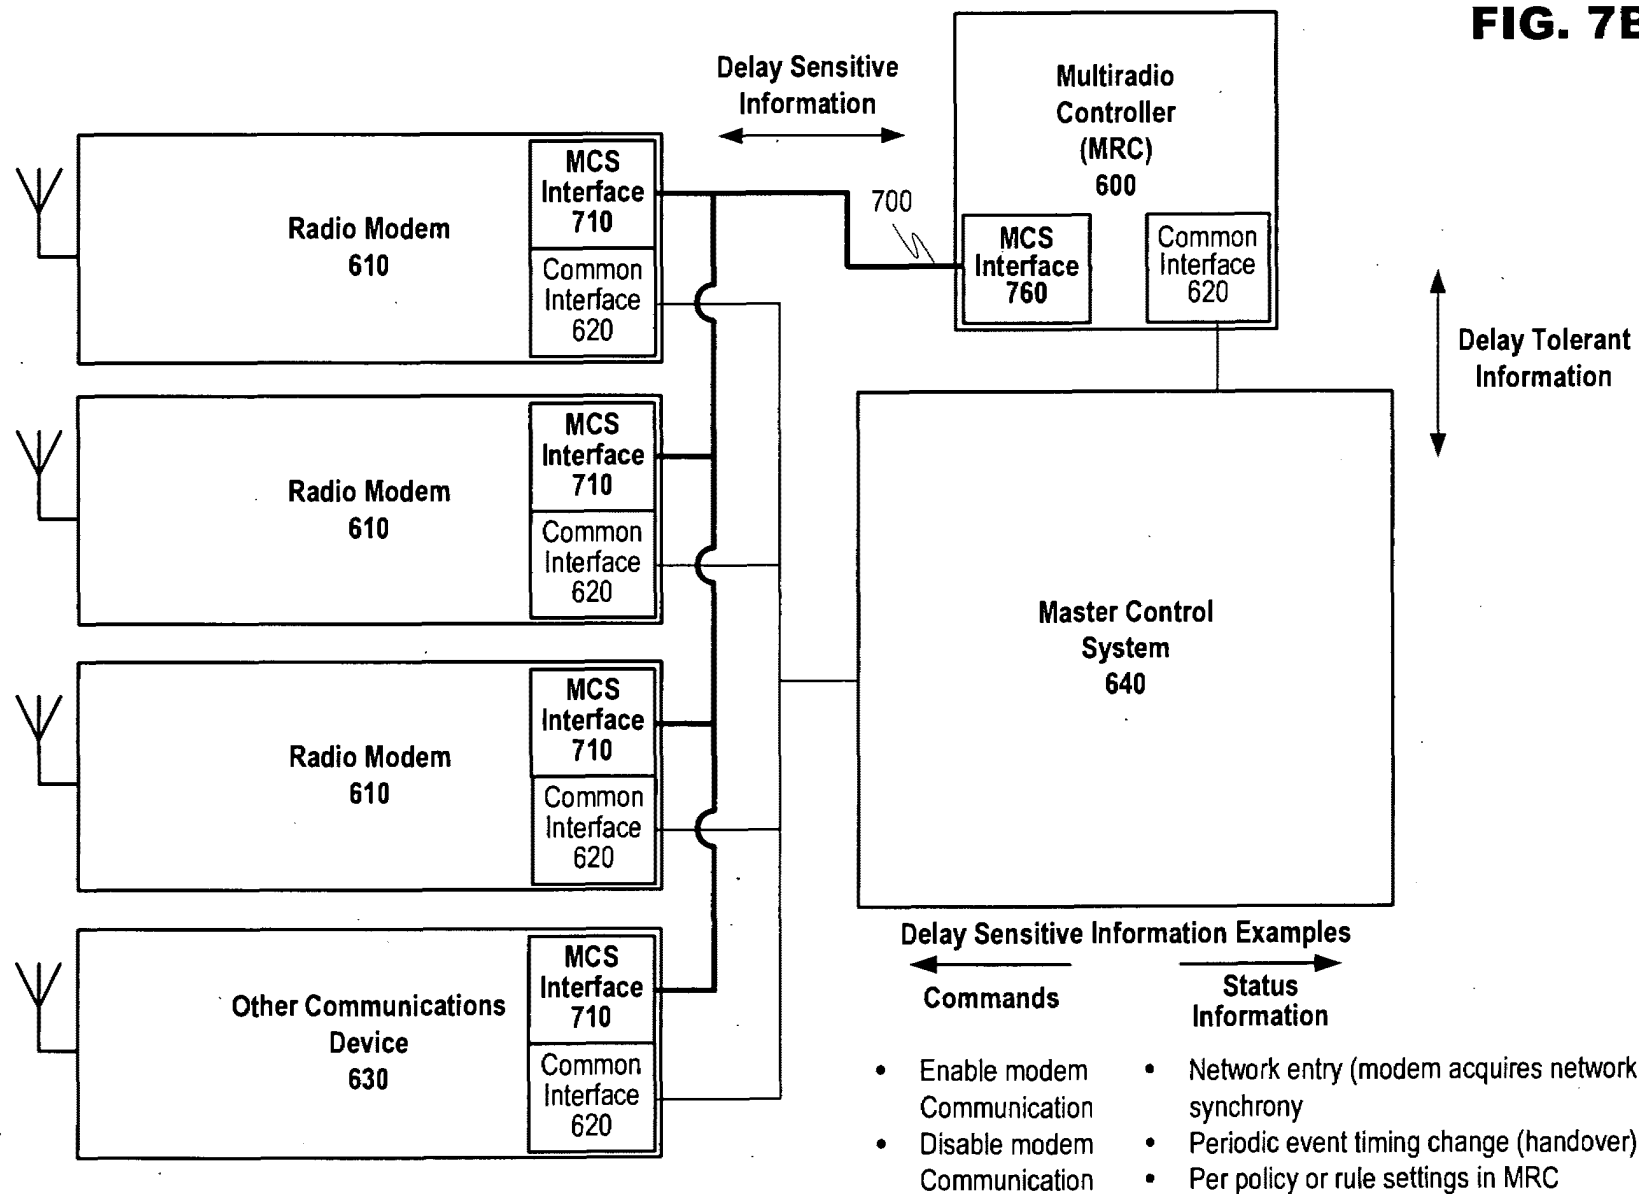 FIG. 7B
Delay Sensitive
Information
Multiradio
Controller
(MRC)
600
700
MCS
Interface
760
Common
Interface
620
Delay Tolerant
Information
Radio Modem
610
MCS
Interface
710
Common
Interface
620
Radio Modem
610
MCS
Interface
710
Common
Interface
620
Radio Modem
610
MCS
Interface
710
Common
Interface
620
Other Communications
Device
630
MCS
Interface
710
Common
Interface
620
Master Control
System
640
Delay Sensitive Information Examples
Commands
Status
Information
• Enable modem
Communication
• Disable modem
Communication
• Network entry (modem acquires network
synchrony
• Periodic event timing change (handover)
• Per policy or rule settings in MRC